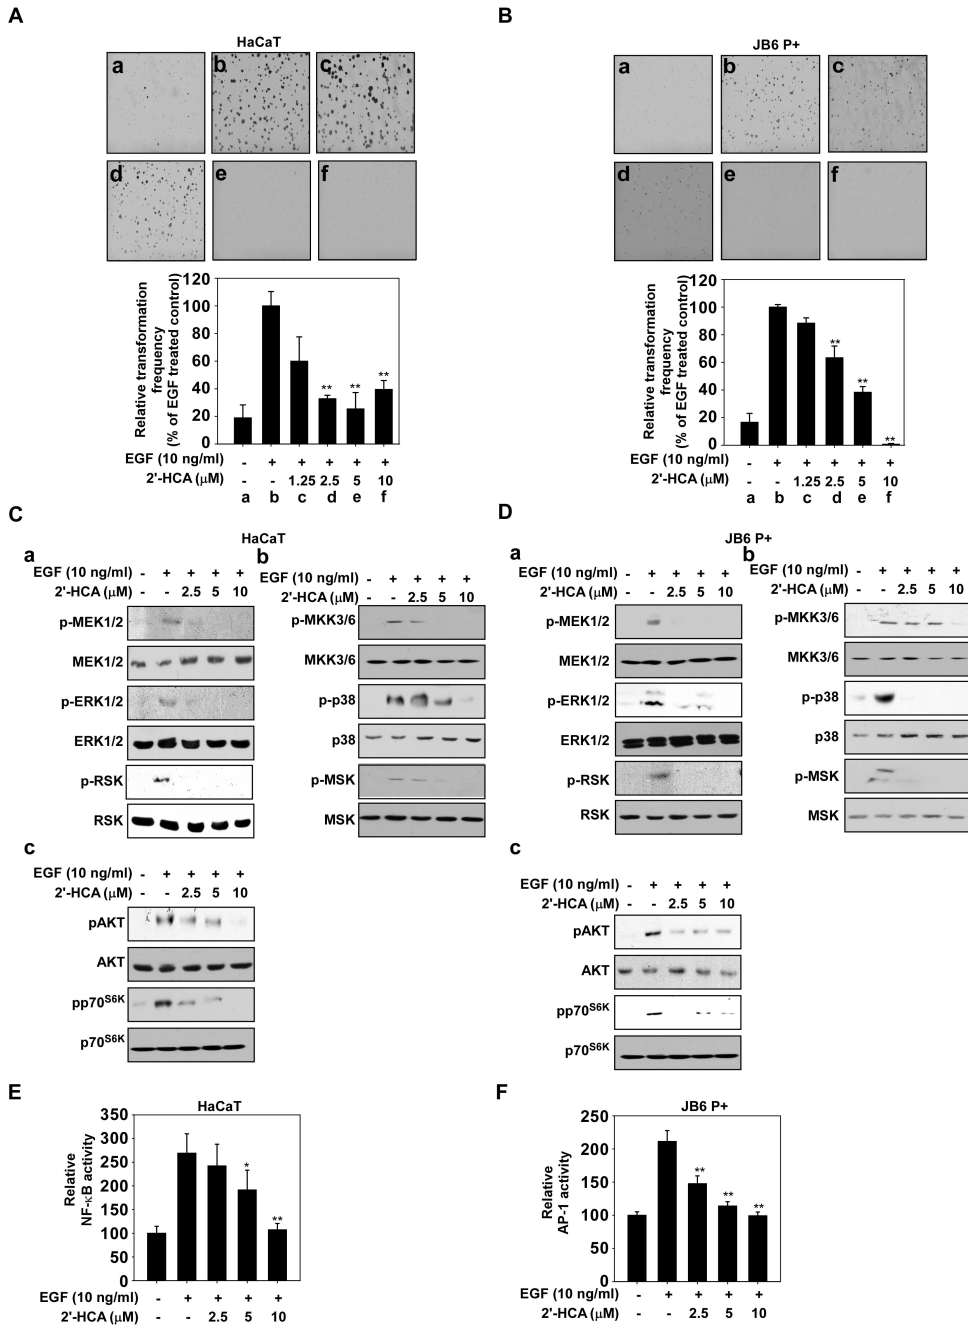 A
HaCaT
a b c
d e f
Relative transformation
frequency
(% of EGF treated control)
120
100
80
60
40
20
0
** ** **
EGF (10 ng/ml) - + + + + +
2'-HCA (μM) - - 1.25 2.5 5 10
a b c d e f
B
JB6 P+
a b c
d e f
Relative transformation
frequency
(% of EGF treated control)
120
100
80
60
40
20
0
** ** **
EGF (10 ng/ml) - + + + + +
2'-HCA (μM) - - 1.25 2.5 5 10
a b c d e f
C
HaCaT
a
EGF (10 ng/ml) - + + + +
2'-HCA (μM) - - 2.5 5 10
p-MEK1/2
MEK1/2
p-ERK1/2
ERK1/2
p-RSK
RSK
b
EGF (10 ng/ml) - + + + +
2'-HCA (μM) - - 2.5 5 10
p-MKK3/6
MKK3/6
p-p38
p38
p-MSK
MSK
c
EGF (10 ng/ml) - + + + +
2'-HCA (μM) - - 2.5 5 10
pAKT
AKT
pp70S6K
p70S6K
D
JB6 P+
a
EGF (10 ng/ml) - + + + +
2'-HCA (μM) - - 2.5 5 10
p-MEK1/2
MEK1/2
p-ERK1/2
ERK1/2
p-RSK
RSK
b
EGF (10 ng/ml) - + + + +
2'-HCA (μM) - - 2.5 5 10
p-MKK3/6
MKK3/6
p-p38
p38
p-MSK
MSK
c
EGF (10 ng/ml) - + + + +
2'-HCA (μM) - - 2.5 5 10
pAKT
AKT
pp70S6K
p70S6K
E
HaCaT
Relative
NF-κB activity
350
300
250
200
150
100
50
0
* **
EGF (10 ng/ml) - + + + +
2'-HCA (μM) - - 2.5 5 10
F
JB6 P+
Relative
AP-1 activity
250
200
150
100
50
0
** ** **
EGF (10 ng/ml) - + + + +
2'-HCA (μM) - - 2.5 5 10